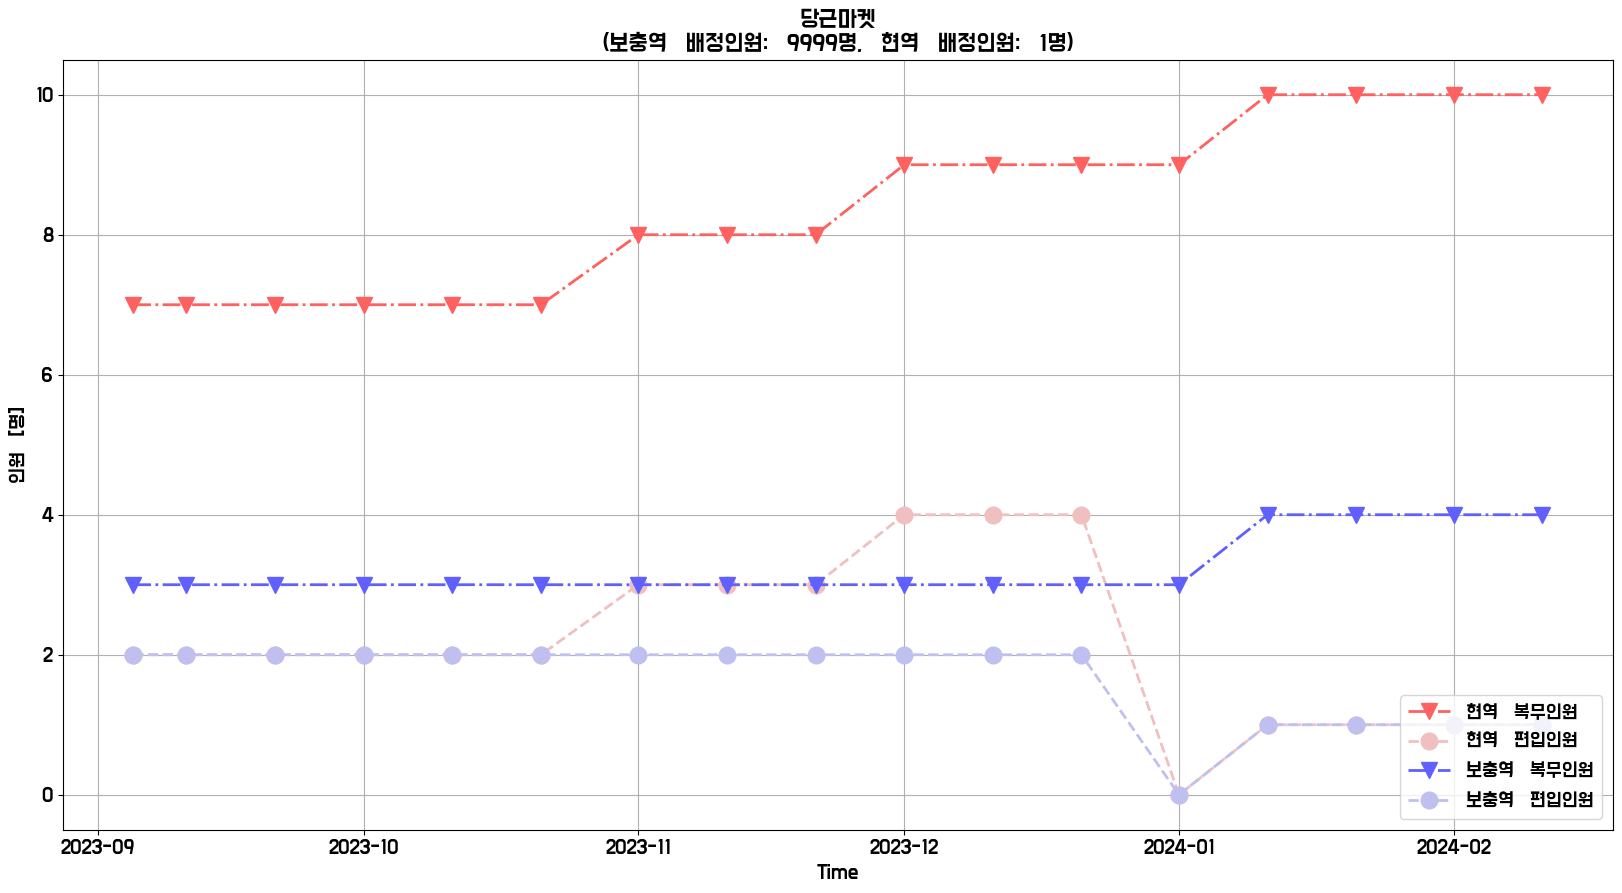 당근마켓
(보충역 배정인원: 9999명, 현역 배정인원: 1명)
10
8
6
4
2
0
인원 [명]
2023-09 2023-10 2023-11 2023-12 2024-01 2024-02
Time
현역 복무인원
현역 편입인원
보충역 복무인원
보충역 편입인원